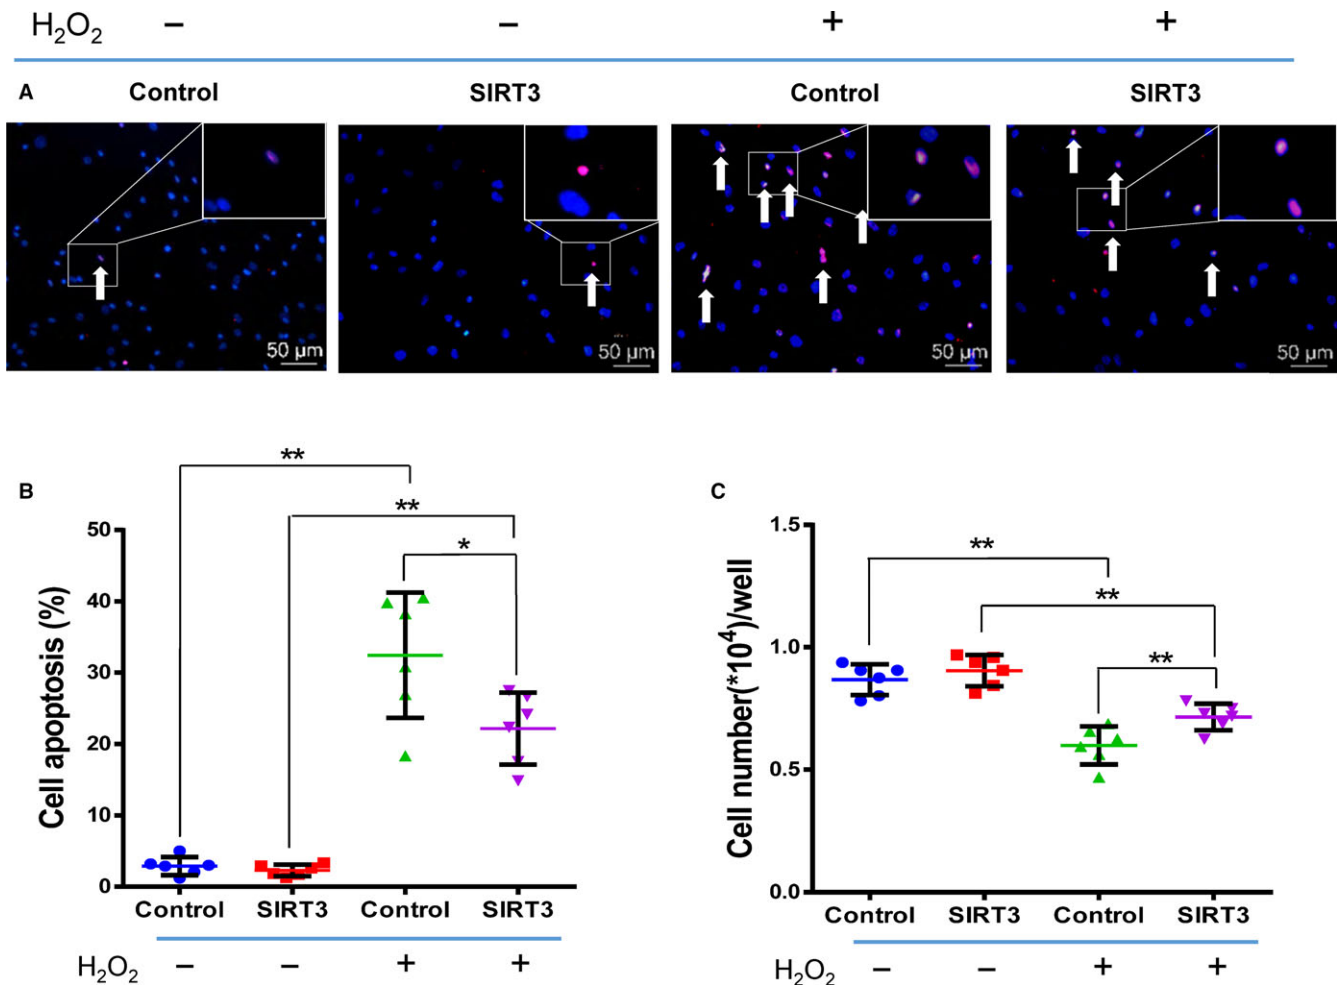 H₂O₂ − − + +
A Control SIRT3 Control SIRT3
50 µm 50 µm 50 µm 50 µm
B
**
**
*
Cell apoptosis (%)
50
40
30
20
10
0
Control SIRT3 Control SIRT3
H₂O₂ − − + +
C
**
**
**
Cell number(*10⁴)/well
1.5
1.0
0.5
0.0
Control SIRT3 Control SIRT3
H₂O₂ − − + +